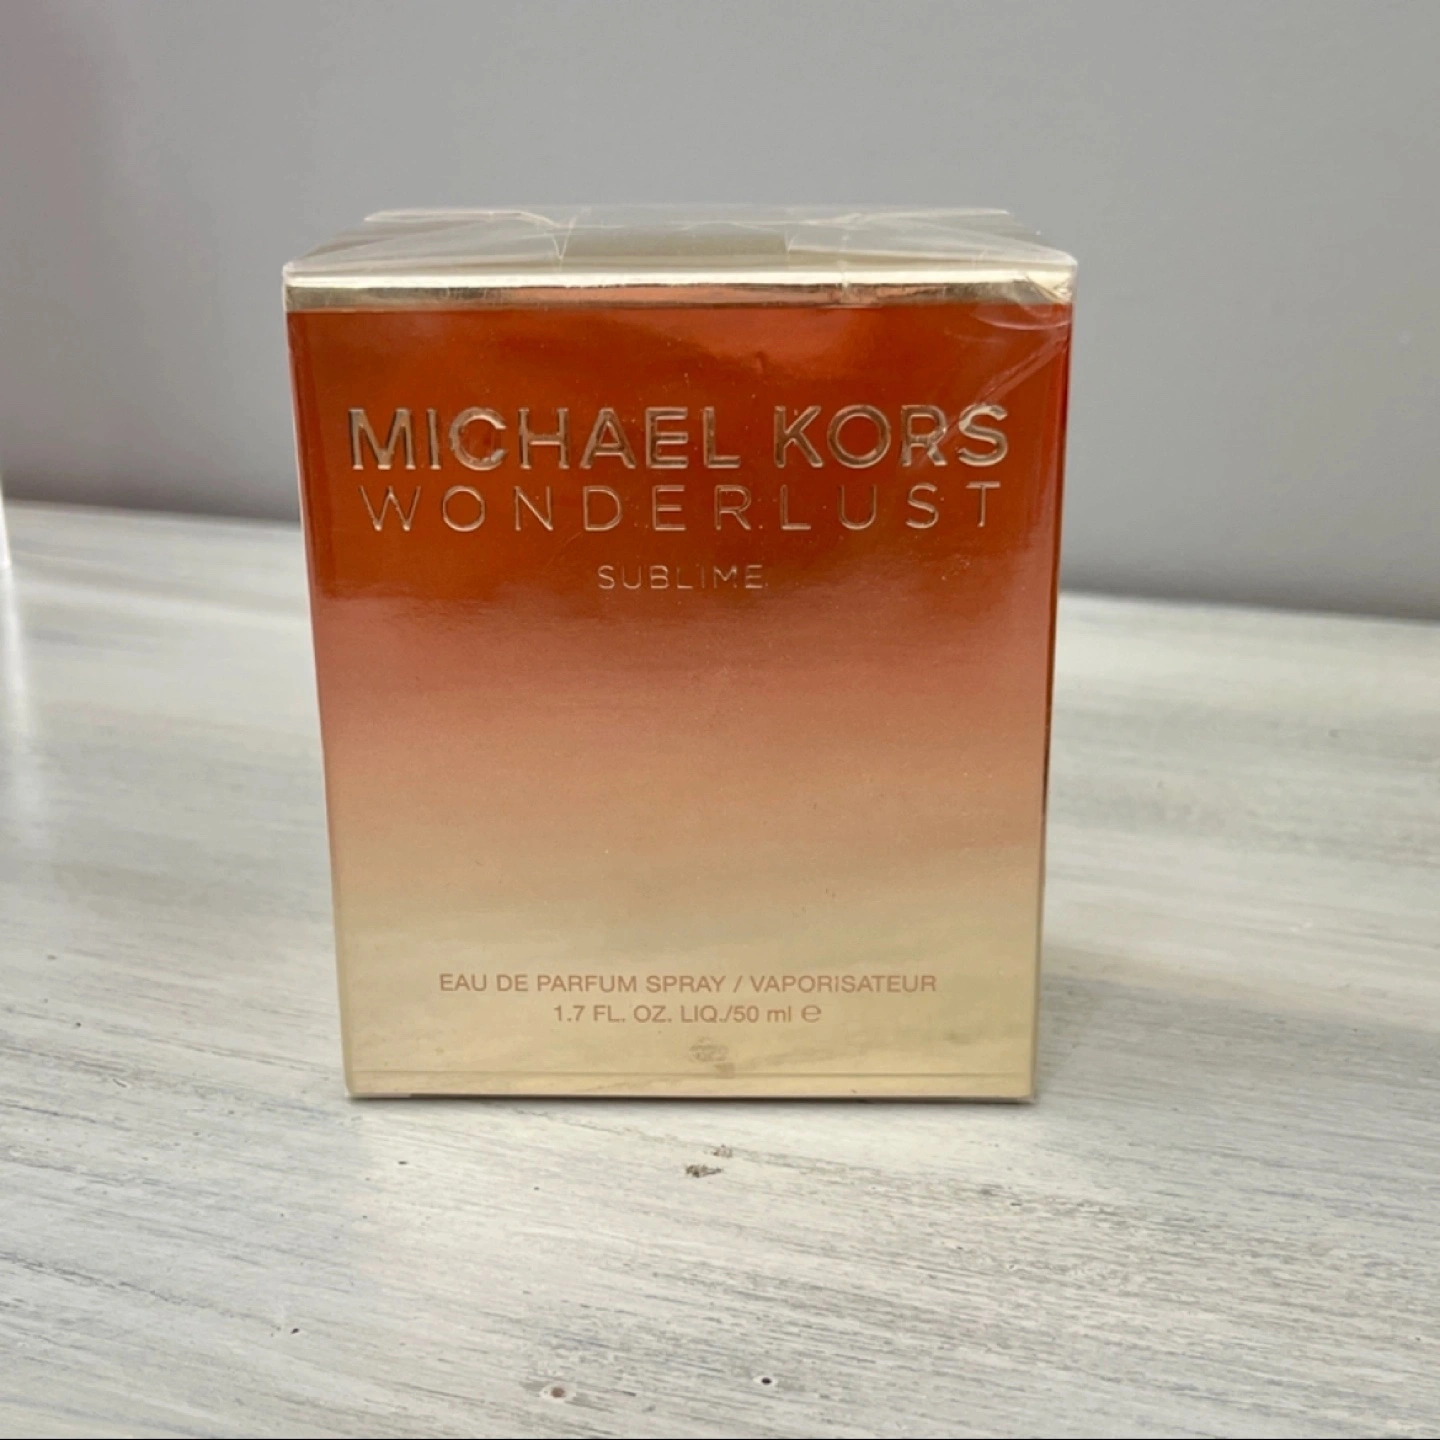 MICHAEL KORS
WONDERLUST
SUBLIME
EAU DE PARFUM SPRAY / VAPORISATEUR
1.7 FL. OZ. LIQ./50 ml ℮